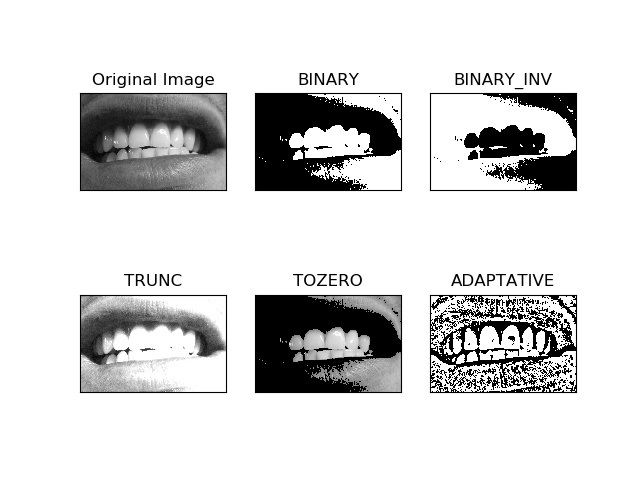 Original Image
BINARY
BINARY_INV
TRUNC
TOZERO
ADAPTATIVE